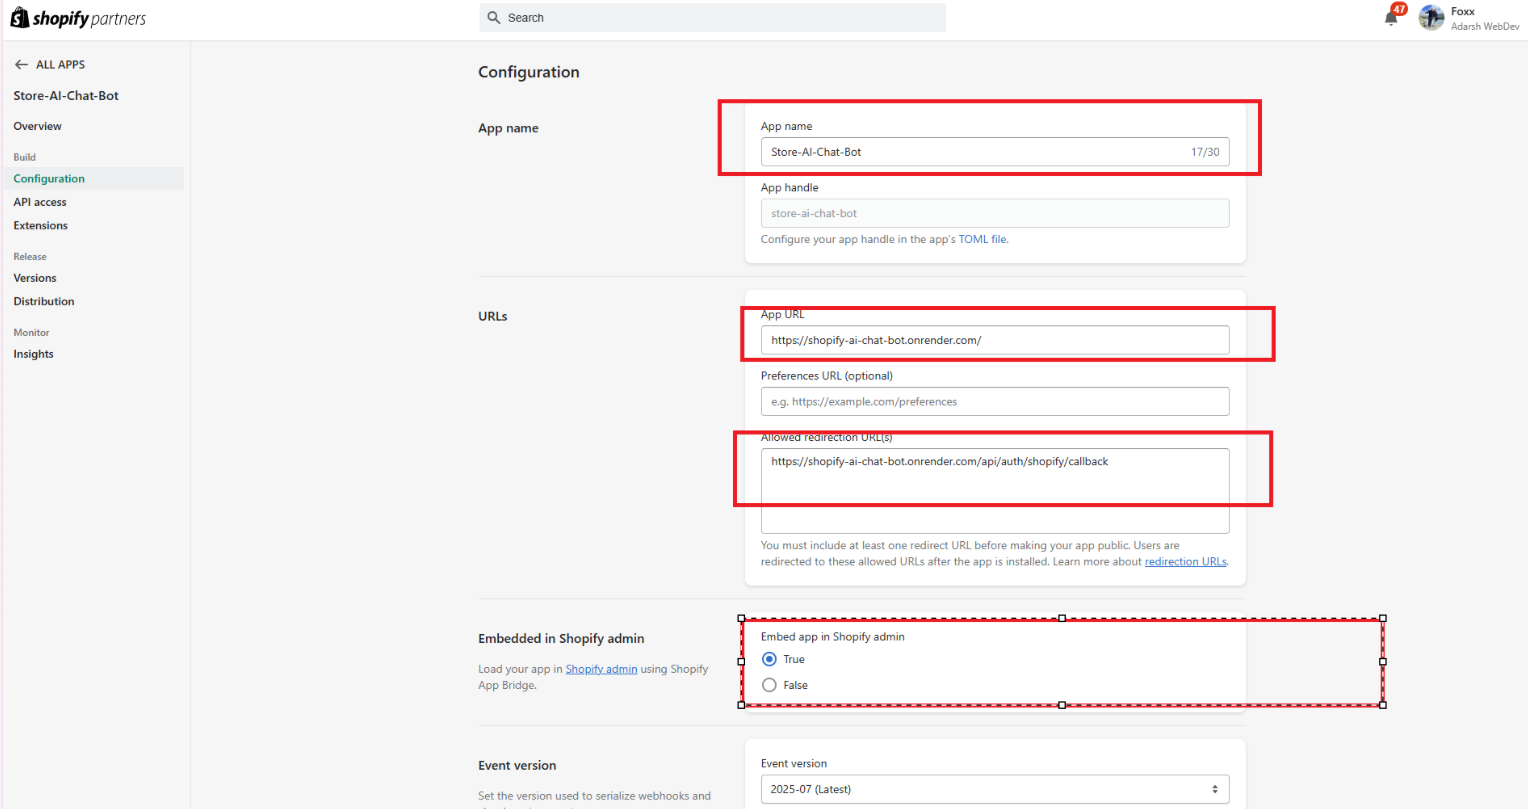 shopify partners
Search
47
Foxx
Adarsh WebDev
ALL APPS
Store-AI-Chat-Bot
Overview
Build
Configuration
API access
Extensions
Release
Versions
Distribution
Monitor
Insights
Configuration
App name
App name
Store-AI-Chat-Bot 17/30
App handle
store-ai-chat-bot
Configure your app handle in the app's TOML file.
URLs
App URL
https://shopify-ai-chat-bot.onrender.com/
Preferences URL (optional)
e.g. https://example.com/preferences
Allowed redirection URL(s)
https://shopify-ai-chat-bot.onrender.com/api/auth/shopify/callback
You must include at least one redirect URL before making your app public. Users are
redirected to these allowed URLs after the app is installed. Learn more about redirection URLs.
Embedded in Shopify admin
Load your app in Shopify admin using Shopify
App Bridge.
Embed app in Shopify admin
True
False
Event version
Set the version used to serialize webhooks and
Event version
2025-07 (Latest)